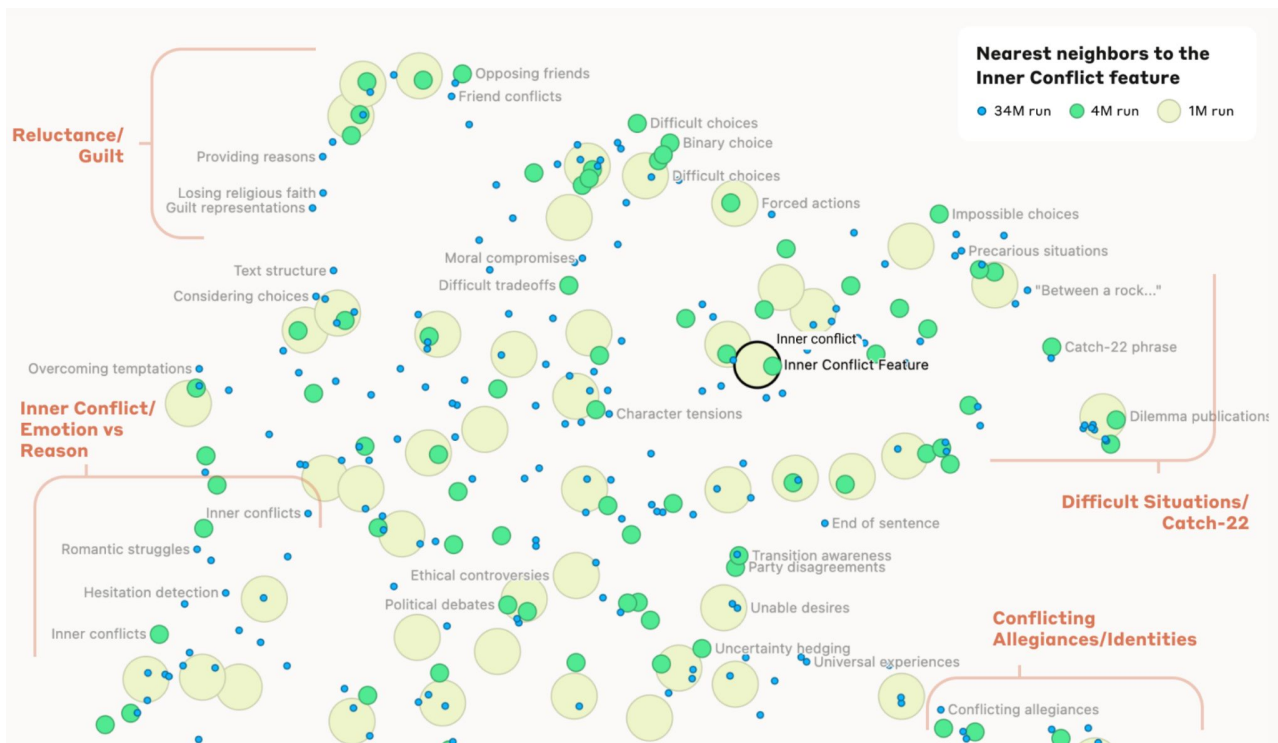 Nearest neighbors to the
Inner Conflict feature
34M run
4M run
1M run
Opposing friends
Friend conflicts
Reluctance/
Guilt
Providing reasons
Losing religious faith
Guilt representations
Difficult choices
Binary choice
Difficult choices
Forced actions
Impossible choices
Precarious situations
"Between a rock..."
Moral compromises
Difficult tradeoffs
Text structure
Considering choices
Inner conflict
Inner Conflict Feature
Catch-22 phrase
Overcoming temptations
Character tensions
Dilemma publications
Inner Conflict/
Emotion vs
Reason
Difficult Situations/
Catch-22
Inner conflicts
End of sentence
Romantic struggles
Transition awareness
Party disagreements
Ethical controversies
Hesitation detection
Political debates
Unable desires
Inner conflicts
Uncertainty hedging
Universal experiences
Conflicting
Allegiances/Identities
Conflicting allegiances